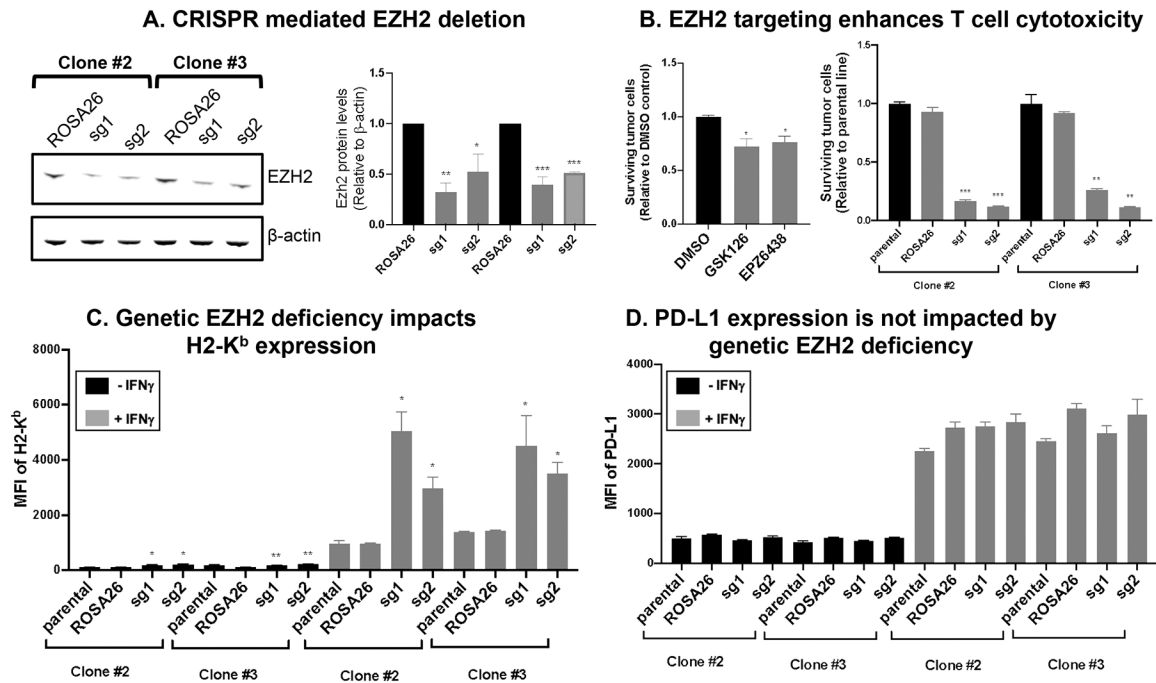 A. CRISPR mediated EZH2 deletion
Clone #2 Clone #3
ROSA26 sg1 sg2 ROSA26 sg1 sg2
EZH2
β-actin
Ezh2 protein levels
(Relative to β-actin)
1.5
1.0
0.5
0.0
** * *** ***
ROSA26 sg1 sg2 ROSA26 sg1 sg2
B. EZH2 targeting enhances T cell cytotoxicity
Surviving tumor cells
(Relative to DMSO control)
1.5
1.0
0.5
0.0
* *
DMSO GSK126 EPZ6438
Surviving tumor cells
(Relative to parental line)
1.5
1.0
0.5
0.0
*** *** ** **
parental ROSA26 sg1 sg2 parental ROSA26 sg1 sg2
Clone #2 Clone #3
C. Genetic EZH2 deficiency impacts
H2-Kᵇ expression
MFI of H2-Kᵇ
8000
6000
4000
2000
0
- IFNγ
+ IFNγ
* * ** ** * * * *
parental ROSA26 sg1 sg2 parental ROSA26 sg1 sg2 parental ROSA26 sg1 sg2 parental ROSA26 sg1 sg2
Clone #2 Clone #3 Clone #2 Clone #3
D. PD-L1 expression is not impacted by
genetic EZH2 deficiency
MFI of PD-L1
4000
3000
2000
1000
0
- IFNγ
+ IFNγ
parental ROSA26 sg1 sg2 parental ROSA26 sg1 sg2 parental ROSA26 sg1 sg2 parental ROSA26 sg1 sg2
Clone #2 Clone #3 Clone #2 Clone #3